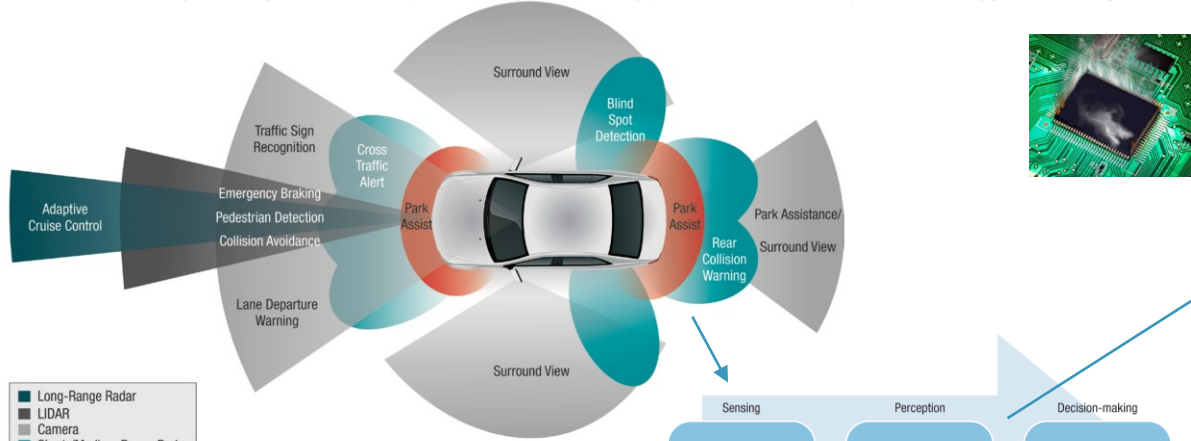 Surround View
Blind
Spot
Detection
Traffic Sign
Recognition
Cross
Traffic
Alert
Emergency Braking
Adaptive
Cruise Control
Pedestrian Detection
Collision Avoidance
Park
Assist
Park
Assist
Park Assistance/
Surround View
Rear
Collision
Warning
Lane Departure
Warning
Surround View
Long-Range Radar
LIDAR
Camera
Sensing
Perception
Decision-making